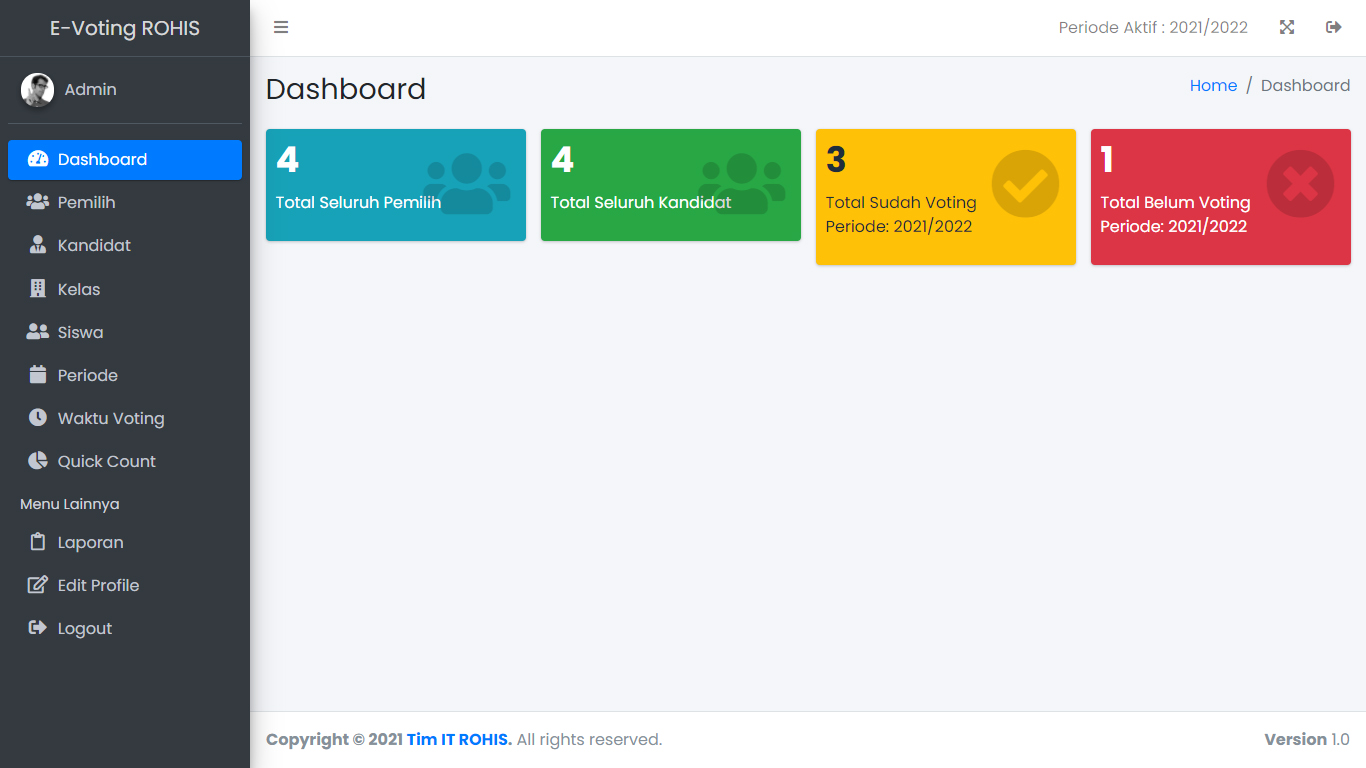 E-Voting ROHIS
Periode Aktif : 2021/2022
Admin
Dashboard
Pemilih
Kandidat
Kelas
Siswa
Periode
Waktu Voting
Quick Count
Menu Lainnya
Laporan
Edit Profile
Logout
Dashboard
Home / Dashboard
4
Total Seluruh Pemilih
4
Total Seluruh Kandidat
3
Total Sudah Voting
Periode: 2021/2022
1
Total Belum Voting
Periode: 2021/2022
Copyright © 2021 Tim IT ROHIS. All rights reserved.
Version 1.0